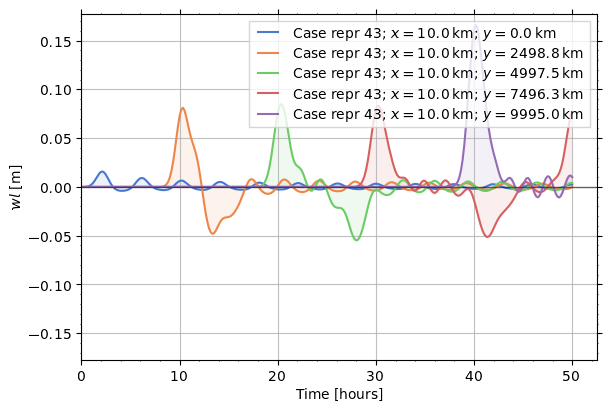 Case repr 43; x = 10.0 km; y = 0.0 km
Case repr 43; x = 10.0 km; y = 2498.8 km
Case repr 43; x = 10.0 km; y = 4997.5 km
Case repr 43; x = 10.0 km; y = 7496.3 km
Case repr 43; x = 10.0 km; y = 9995.0 km
0.15
0.10
0.05
0.00
−0.05
−0.10
−0.15
wl [m]
0 10 20 30 40 50
Time [hours]